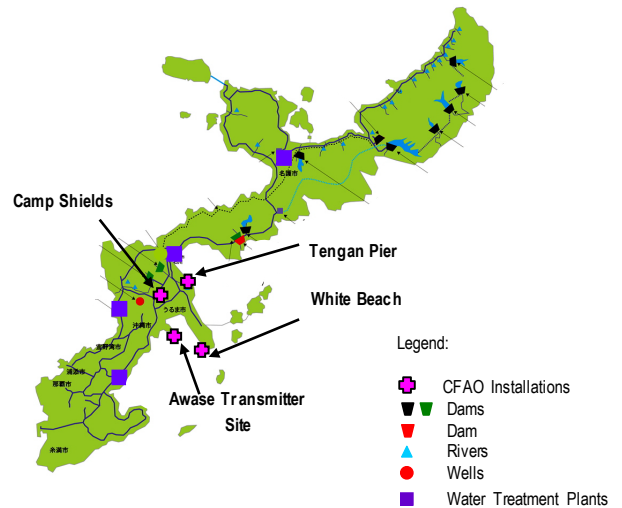 名護市
Camp Shields
Tengan Pier
White Beach
うるま市
沖縄市
宜野湾市
浦添市
那覇市
糸満市
Awase Transmitter
Site
Legend:
CFAO Installations
Dams
Dam
Rivers
Wells
Water Treatment Plants